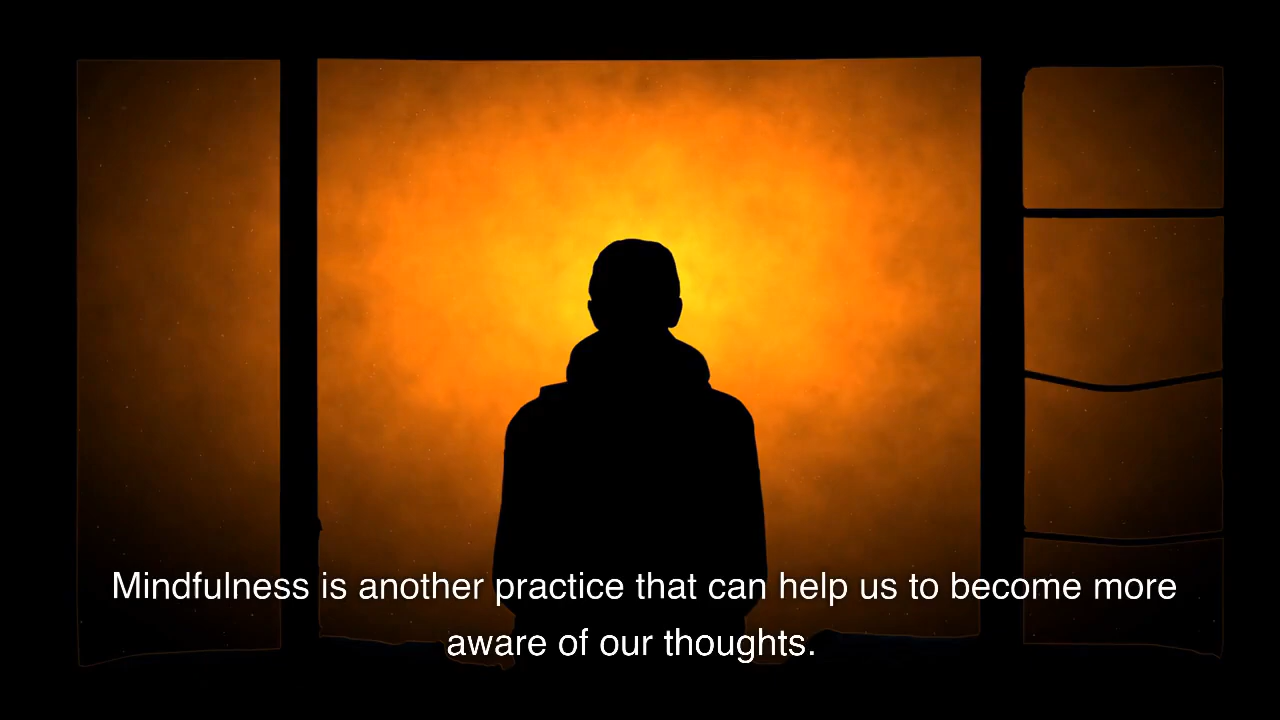 Mindfulness is another practice that can help us to become more
aware of our thoughts.